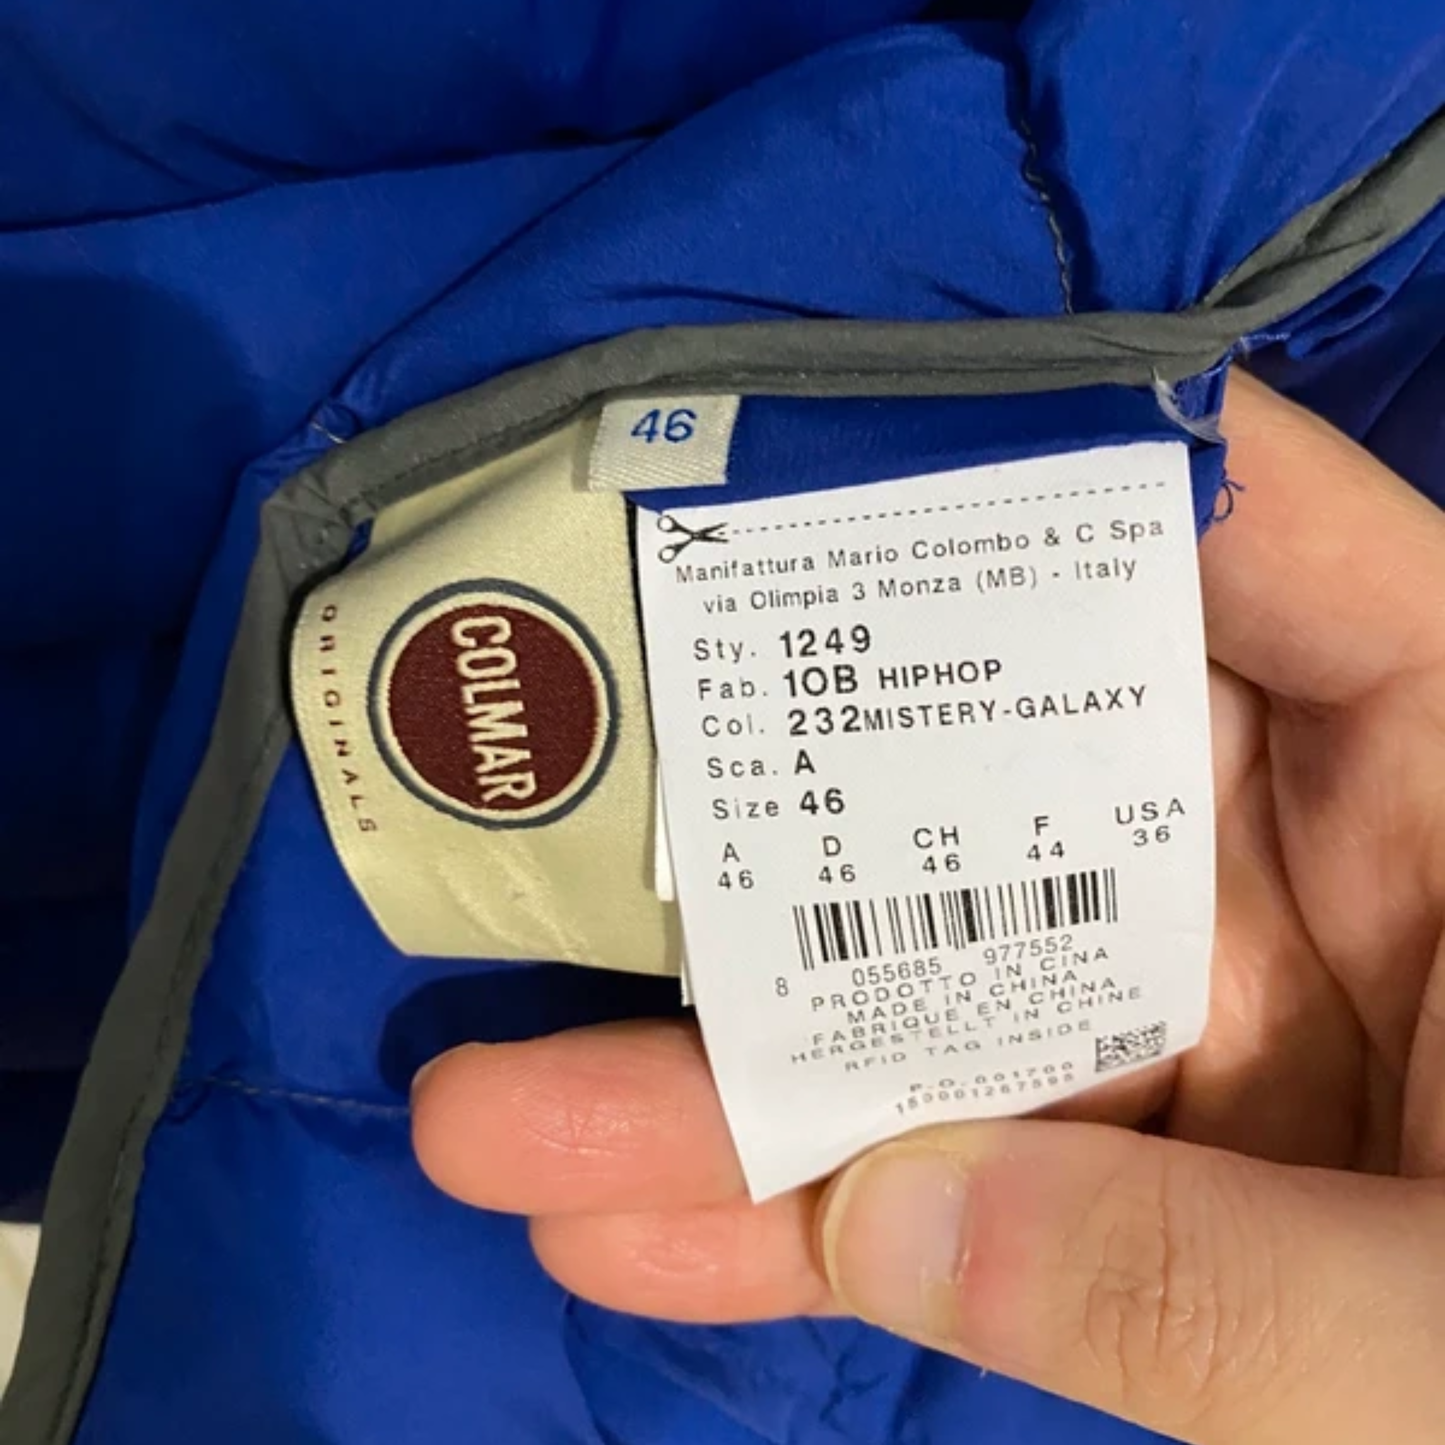 46
COLMAR
ORIGINALS
Manifattura Mario Colombo & C Spa
via Olimpia 3 Monza (MB) - Italy
Sty. 1249
Fab. 10B HIPHOP
Col. 232MISTERY-GALAXY
Sca. A
Size 46
A D CH F USA
46 46 46 44 36
8 055685 977552
PRODOTTO IN CINA
MADE IN CHINA
FABRIQUE EN CHINA
HERGESTELLT IN CHINE
RFID TAG INSIDE